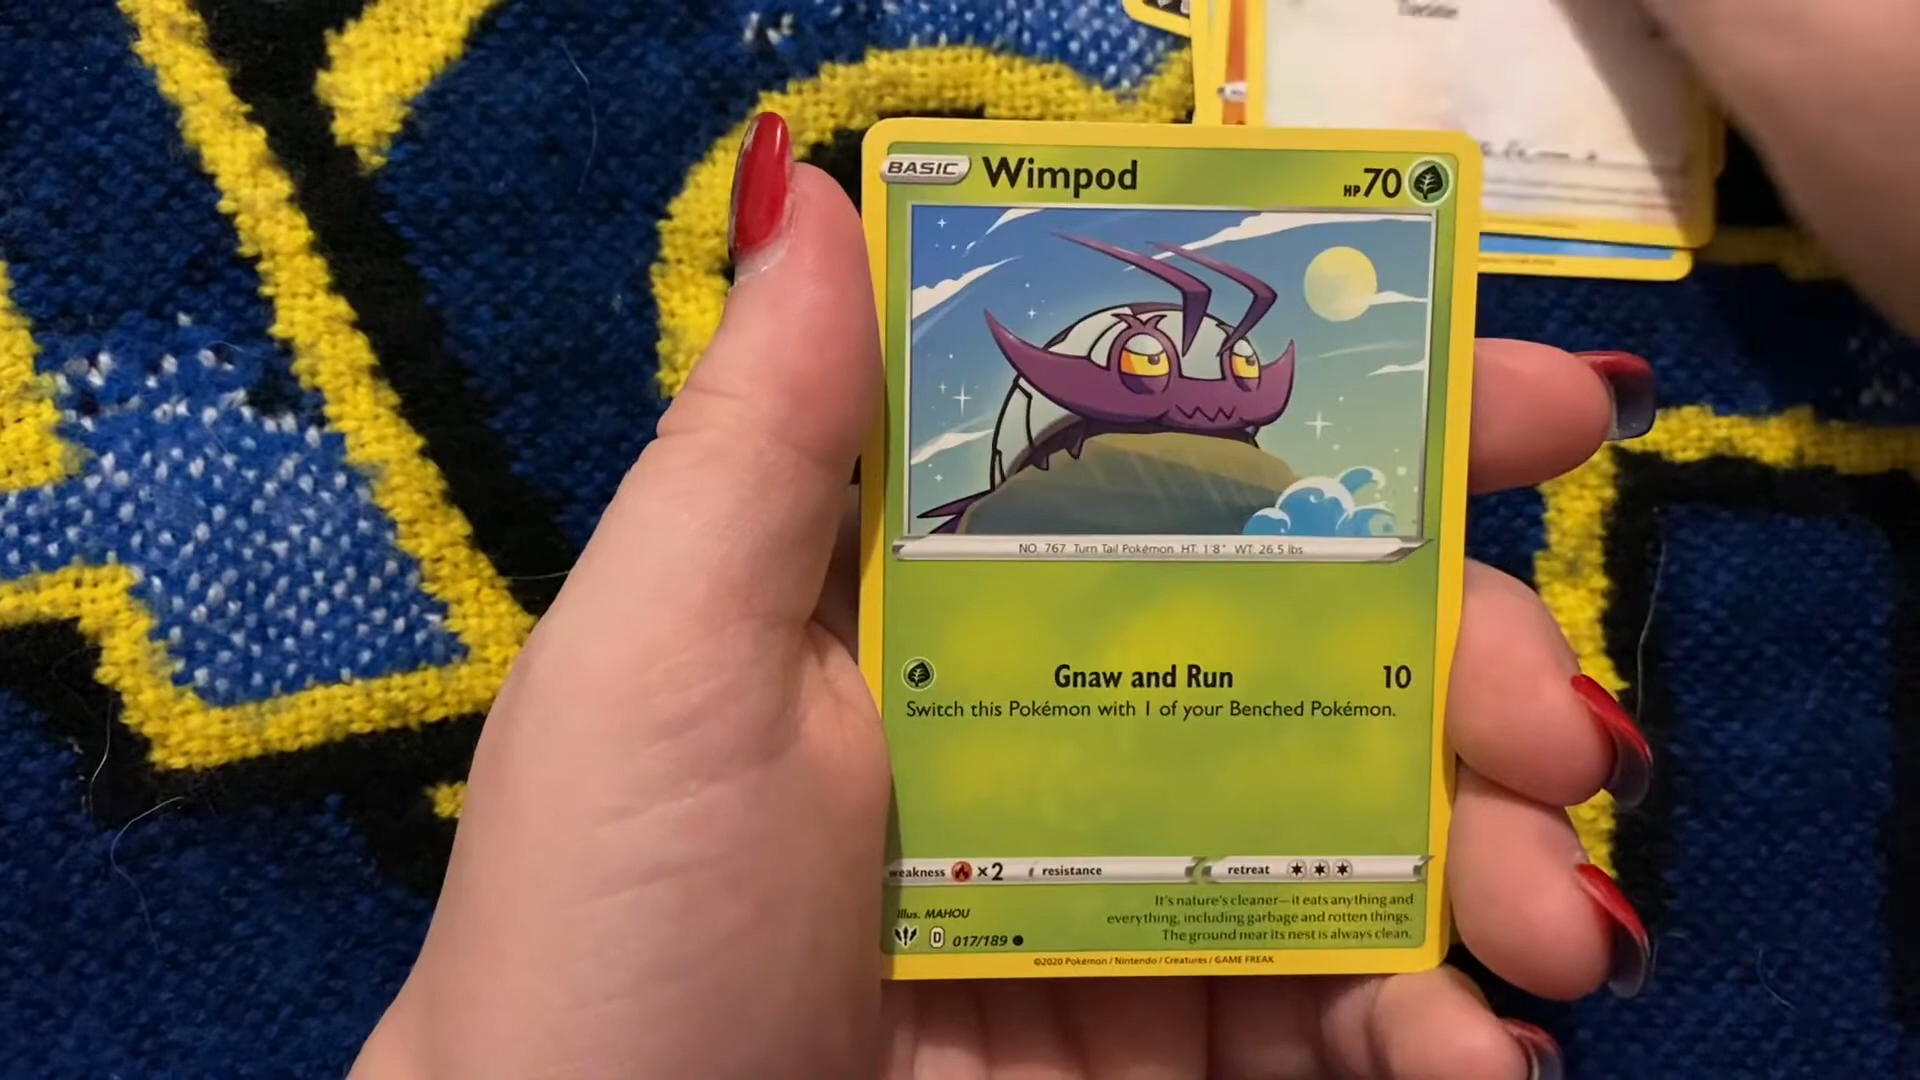 BASIC Wimpod HP 70
NO. 767 Turn Tail Pokémon HT: 1'8" WT: 26.5 lbs
Gnaw and Run 10
Switch this Pokémon with 1 of your Benched Pokémon.
weakness ×2 resistance retreat
It's nature's cleaner—it eats anything and
everything, including garbage and rotten things.
The ground near its nest is always clean.
Illus. MAHOU
D 017/189
©2020 Pokémon / Nintendo / Creatures / GAME FREAK